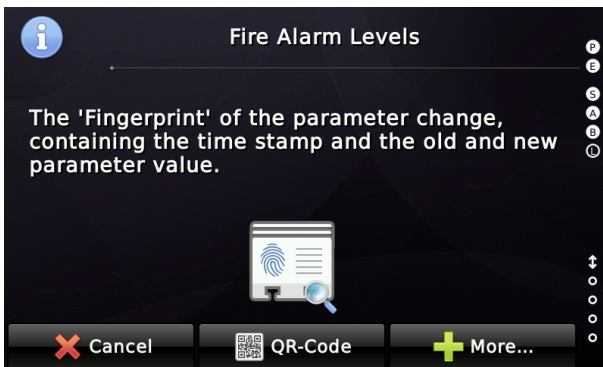 Fire Alarm Levels
The 'Fingerprint' of the parameter change,
containing the time stamp and the old and new
parameter value.
P
E
S
A
B
L
Cancel
QR-Code
More...